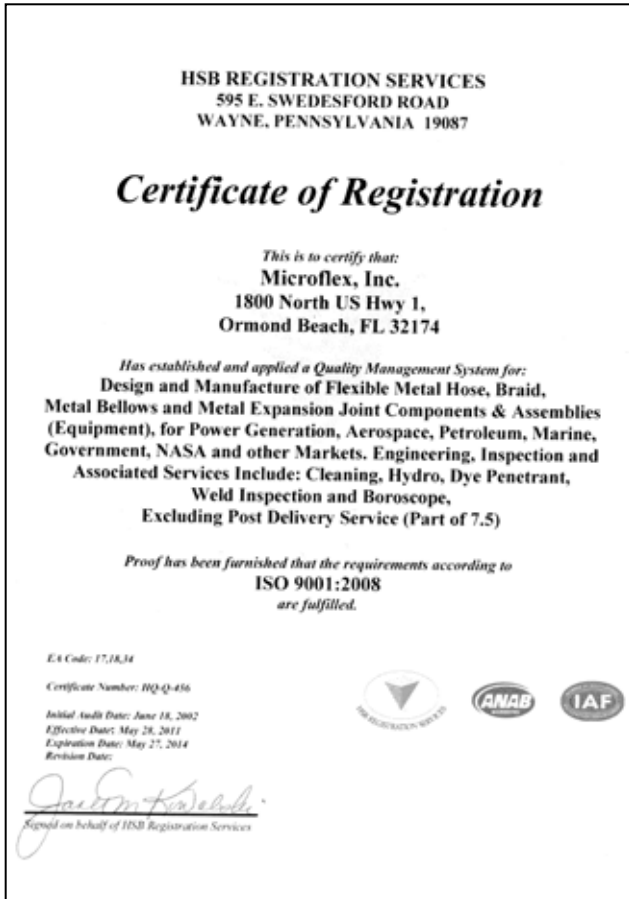 HSB REGISTRATION SERVICES
595 E. SWEDESFORD ROAD
WAYNE, PENNSYLVANIA 19087
Certificate of Registration
This is to certify that:
Microflex, Inc.
1800 North US Hwy 1,
Ormond Beach, FL 32174
Has established and applied a Quality Management System for:
Design and Manufacture of Flexible Metal Hose, Braid,
Metal Bellows and Metal Expansion Joint Components & Assemblies
(Equipment), for Power Generation, Aerospace, Petroleum, Marine,
Government, NASA and other Markets. Engineering, Inspection and
Associated Services Include: Cleaning, Hydro, Dye Penetrant,
Weld Inspection and Boroscope,
Excluding Post Delivery Service (Part of 7.5)
Proof has been furnished that the requirements according to
ISO 9001:2008
are fulfilled.
EA Code: 17,18,34
Certificate Number: HQ-Q-456
Initial Audit Date: June 18, 2002
Effective Date: May 28, 2011
Expiration Date: May 27, 2014
Revision Date:
HSB REGISTRATION SERVICES
ANAB
IAF
Signed on behalf of HSB Registration Services